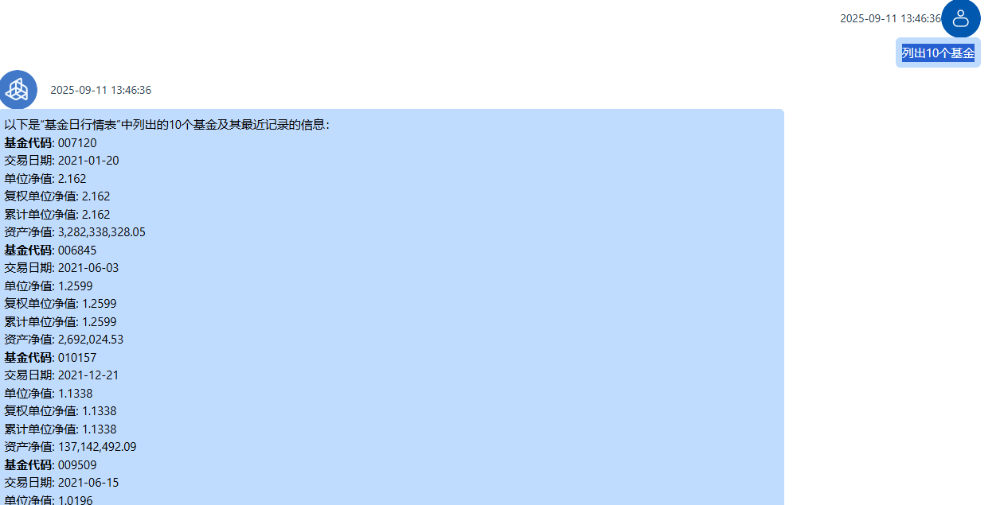 2025-09-11 13:46:36
列出10个基金
2025-09-11 13:46:36
以下是“基金日行情表”中列出的10个基金及其最近记录的信息：
基金代码: 007120
交易日期: 2021-01-20
单位净值: 2.162
复权单位净值: 2.162
累计单位净值: 2.162
资产净值: 3,282,338,328.05
基金代码: 006845
交易日期: 2021-06-03
单位净值: 1.2599
复权单位净值: 1.2599
累计单位净值: 1.2599
资产净值: 2,692,024.53
基金代码: 010157
交易日期: 2021-12-21
单位净值: 1.1338
复权单位净值: 1.1338
累计单位净值: 1.1338
资产净值: 137,142,492.09
基金代码: 009509
交易日期: 2021-06-15
单位净值: 1.0196